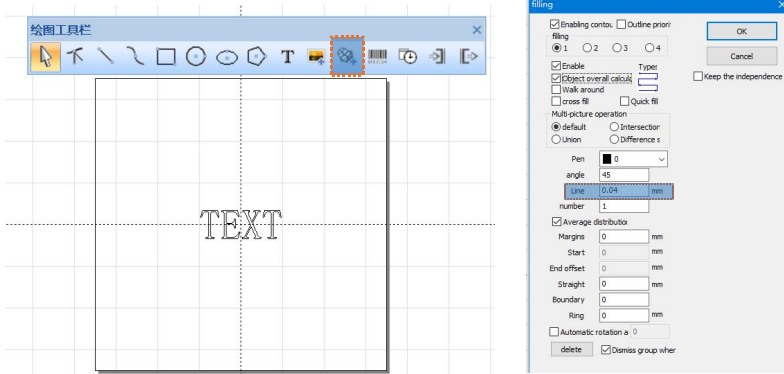 绘图工具栏
T
TEXT
filling
Enabling contou Outline priori
filling
1 2 3 4
Enable Type:
Object overall calcula
Walk around
cross fill Quick fill
Multi-picture operation
default Intersection
Union Difference s
Pen 0
angle 45
Line 0.04 mm
number 1
Average distributior
Margins 0 mm
Start 0 mm
End offset 0 mm
Straight 0 mm
Boundary 0
Ring 0 mm
Automatic rotation a 0
delete Dismiss group wher
OK
Cancel
Keep the independence